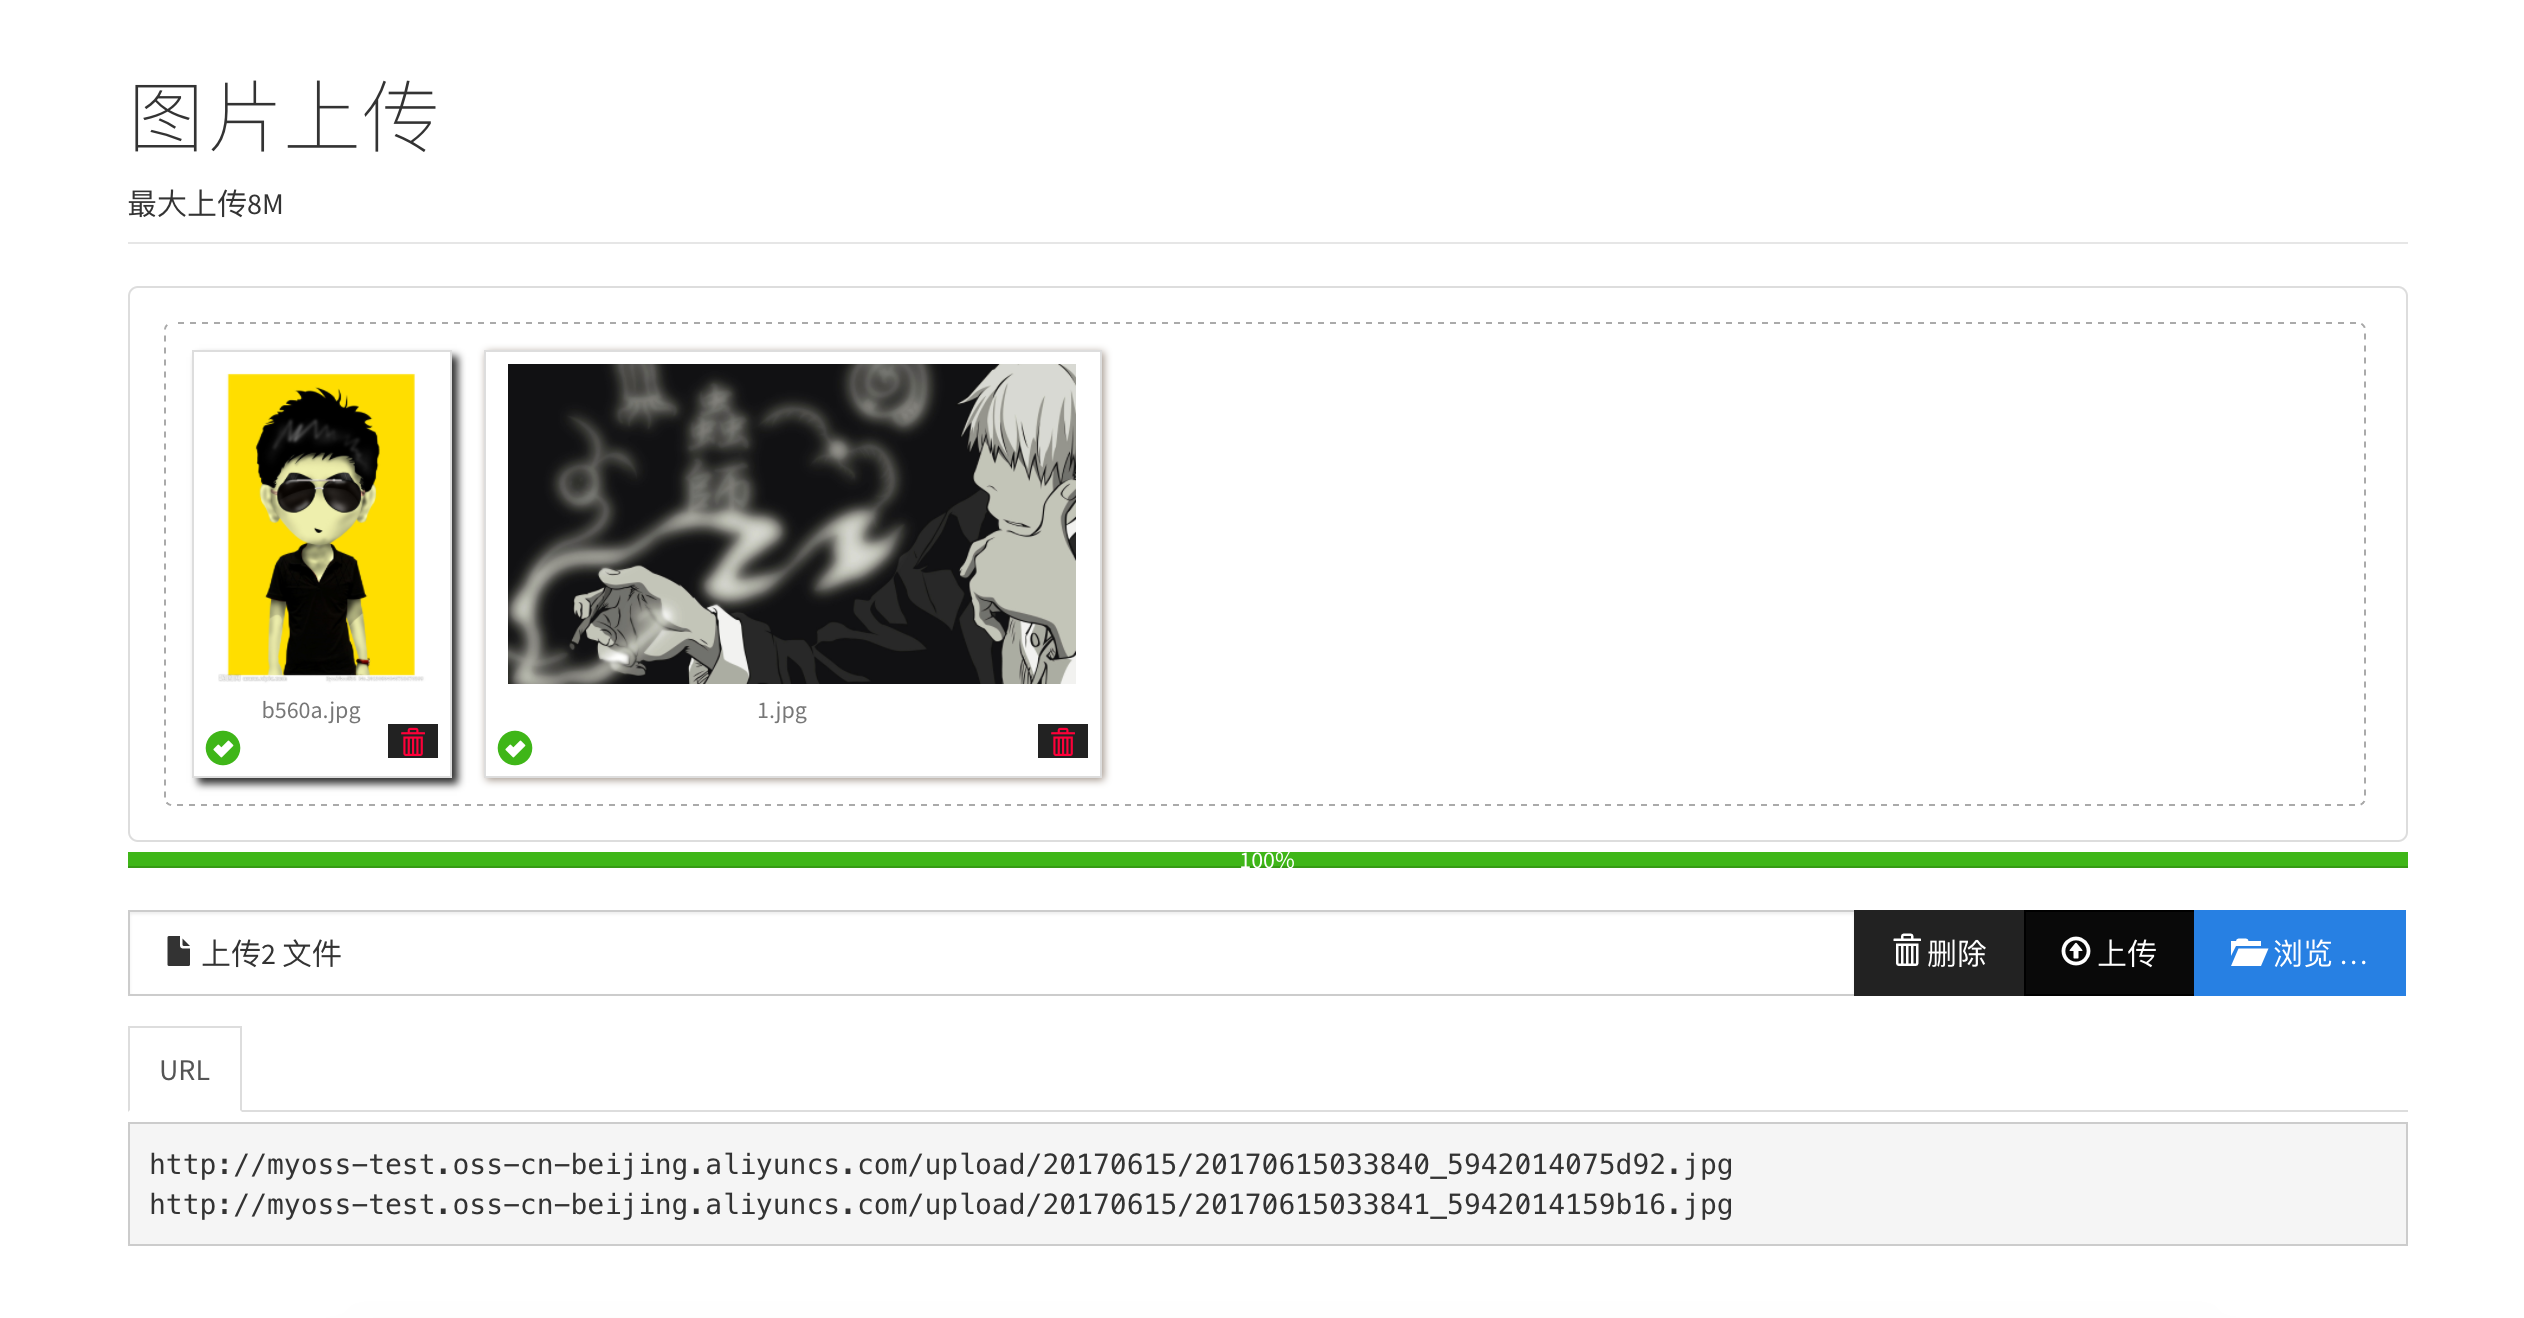 图片上传
最大上传8M
蟲
師
b560a.jpg
1.jpg
100%
上传2 文件
删除
上传
浏览 ...
URL
http://myoss-test.oss-cn-beijing.aliyuncs.com/upload/20170615/20170615033840_5942014075d92.jpg
http://myoss-test.oss-cn-beijing.aliyuncs.com/upload/20170615/20170615033841_5942014159b16.jpg